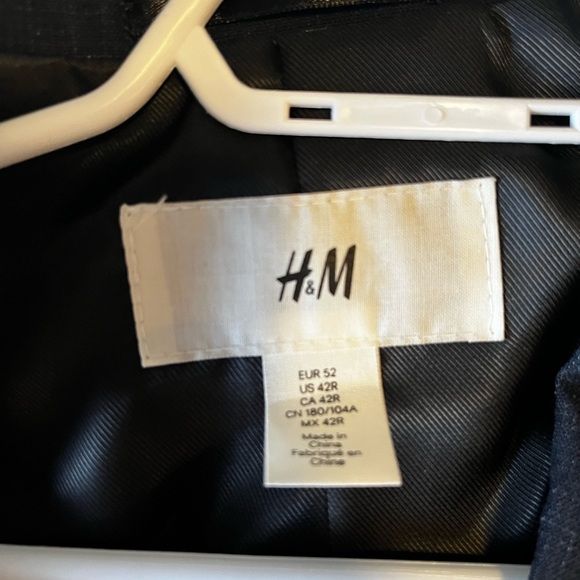 H&M
EUR 52
US 42R
CA 42R
CN 180/104A
MX 42R
Made in
China
Fabriqué en
Chine